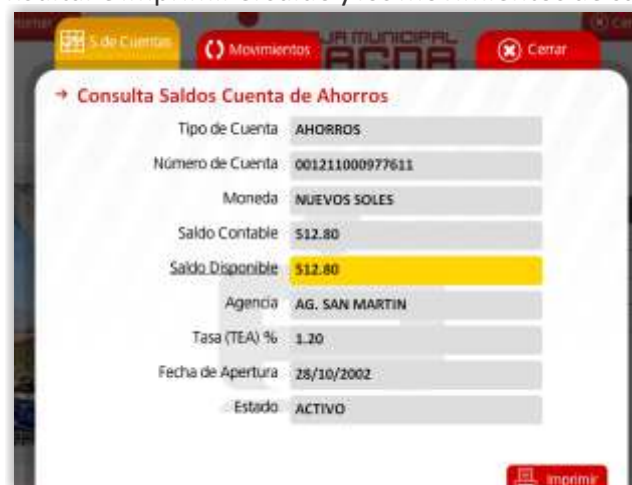 S. de Cuentas
Movimientos
Cerrar
→ Consulta Saldos Cuenta de Ahorros
Tipo de Cuenta AHORROS
Número de Cuenta 001211000977611
Moneda NUEVOS SOLES
Saldo Contable 512.80
Saldo Disponible 512.80
Agencia AG. SAN MARTIN
Tasa (TEA) % 1.20
Fecha de Apertura 28/10/2002
Estado ACTIVO
Imprimir